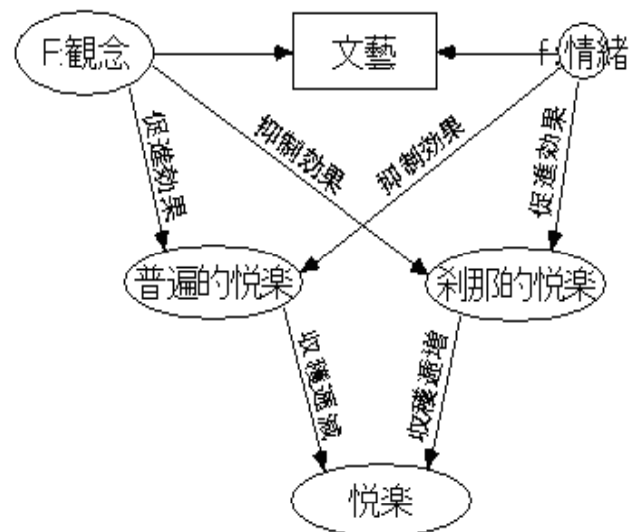 F:観念
文藝
f:情緒
促進効果
抑制効果
抑制効果
促進効果
普遍的悦楽
刹那的悦楽
収穫逓減
収穫逓増
悦楽